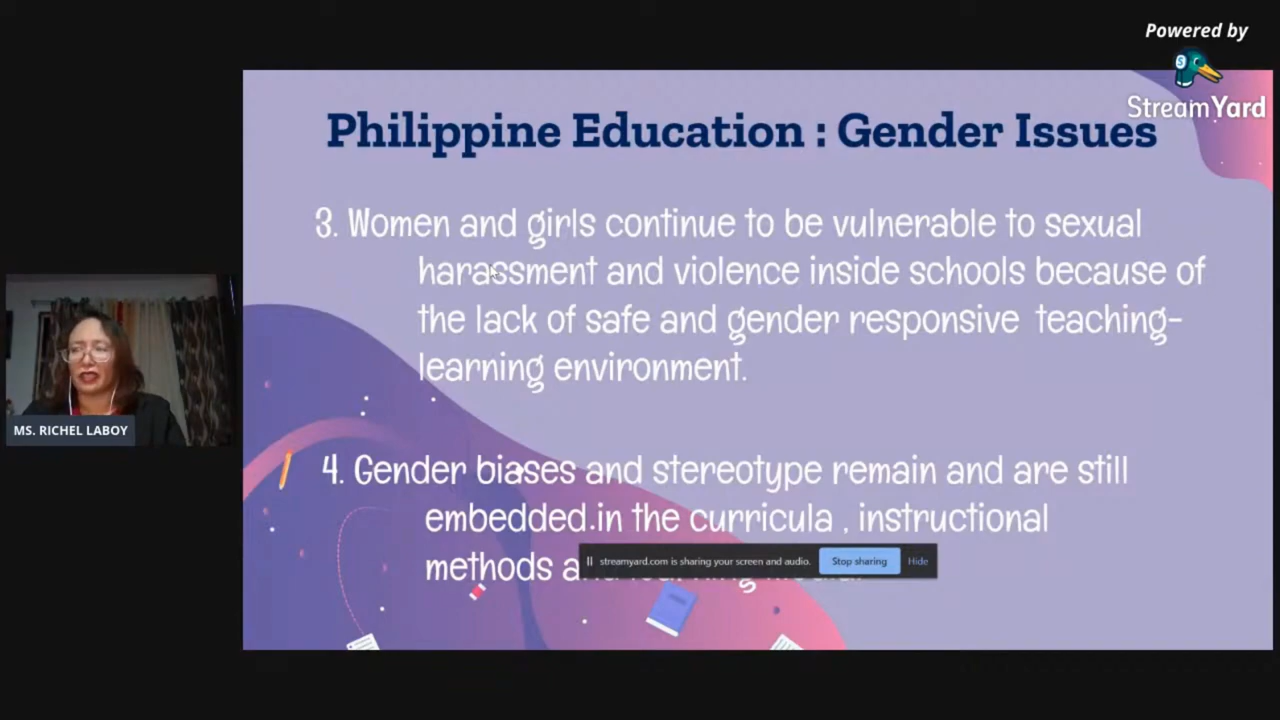 Powered by
StreamYard
Philippine Education : Gender Issues
3. Women and girls continue to be vulnerable to sexual
harassment and violence inside schools because of
the lack of safe and gender responsive teaching-
learning environment.
MS. RICHEL LABOY
4. Gender biases and stereotype remain and are still
embedded in the curricula , instructional
methods
streamyard.com is sharing your screen and audio.
Stop sharing
Hide